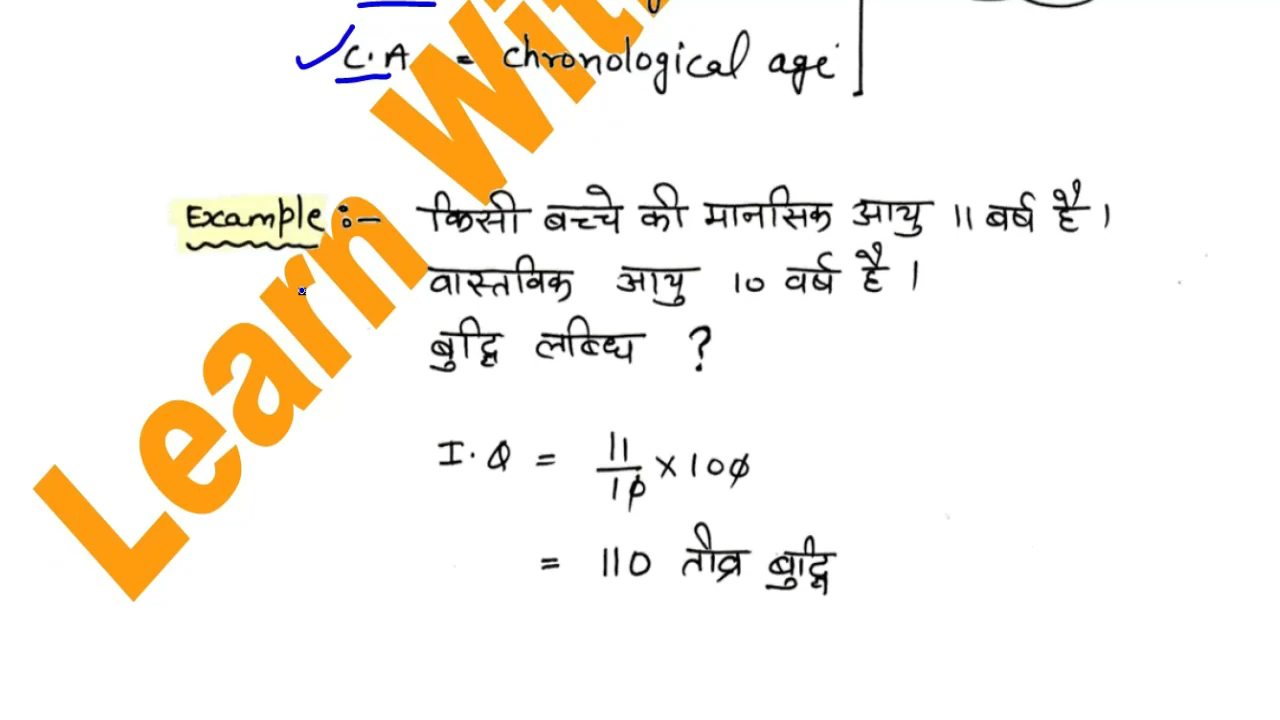 C.A = chronological age
Example :- किसी बच्चे की मानसिक आयु 11 वर्ष है।
वास्तविक आयु 10 वर्ष है।
बुद्धि लब्धि ?
I.Q = 11/10 × 100
= 110 तीव्र बुद्धि
Learn With